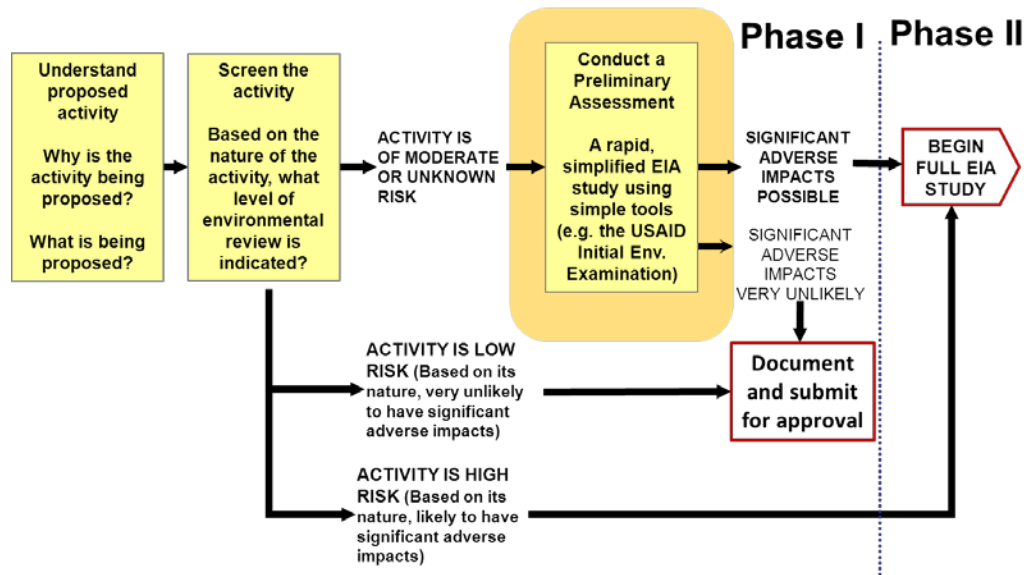 Phase I
Phase II
Understand
proposed
activity
Why is the
activity being
proposed?
What is being
proposed?
Screen the
activity
Based on the
nature of the
activity, what
level of
environmental
review is
indicated?
ACTIVITY IS
OF MODERATE
OR UNKNOWN
RISK
Conduct a
Preliminary
Assessment
A rapid,
simplified EIA
study using
simple tools
(e.g. the USAID
Initial Env.
Examination)
SIGNIFICANT
ADVERSE
IMPACTS
POSSIBLE
BEGIN
FULL EIA
STUDY
SIGNIFICANT
ADVERSE
IMPACTS
VERY UNLIKELY
ACTIVITY IS LOW
RISK (Based on its
nature, very unlikely
to have significant
adverse impacts)
Document
and submit
for approval
ACTIVITY IS HIGH
RISK (Based on its
nature, likely to have
significant adverse
impacts)